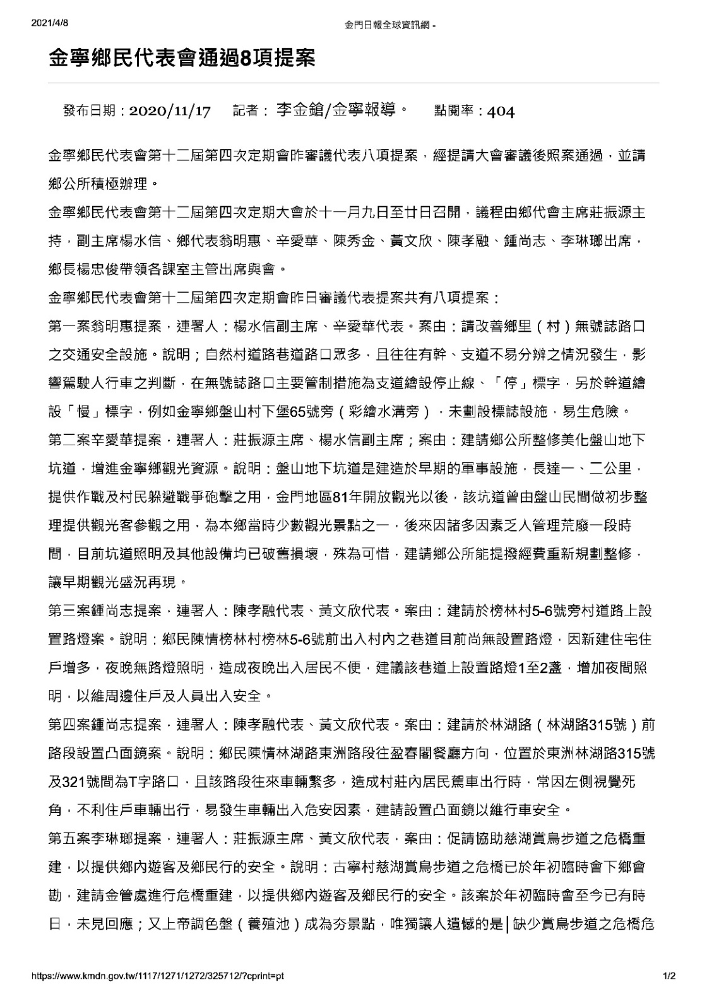 2021/4/8
金門日報全球資訊網 -
金寧鄉民代表會通過8項提案
發布日期：2020/11/17 記者： 李金鎗/金寧報導。 點閱率：404
金寧鄉民代表會第十二屆第四次定期會昨審議代表八項提案，經提請大會審議後照案通過，並請
鄉公所積極辦理。
金寧鄉民代表會第十二屆第四次定期大會於十一月九日至廿日召開，議程由鄉代會主席莊振源主
持，副主席楊水信、鄉代表翁明惠、辛愛華、陳秀金、黃文欣、陳孝融、鍾尚志、李琳瑯出席，
鄉長楊忠俊帶領各課室主管出席與會。
金寧鄉民代表會第十二屆第四次定期會昨日審議代表提案共有八項提案：
第一案翁明惠提案，連署人：楊水信副主席、辛愛華代表。案由：請改善鄉里（村）無號誌路口
之交通安全設施。說明；自然村道路巷道路口眾多，且往往有幹、支道不易分辨之情況發生，影
響駕駛人行車之判斷，在無號誌路口主要管制措施為支道繪設停止線、「停」標字，另於幹道繪
設「慢」標字，例如金寧鄉盤山村下堡65號旁（彩繪水溝旁），未劃設標誌設施，易生危險。
第二案辛愛華提案，連署人：莊振源主席、楊水信副主席；案由：建請鄉公所整修美化盤山地下
坑道，增進金寧鄉觀光資源。說明：盤山地下坑道是建造於早期的軍事設施，長達一、二公里，
提供作戰及村民躲避戰爭砲擊之用，金門地區81年開放觀光以後，該坑道曾由盤山民間做初步整
理提供觀光客參觀之用，為本鄉當時少數觀光景點之一，後來因諸多因素乏人管理荒廢一段時
間，目前坑道照明及其他設備均已破舊損壞，殊為可惜，建請鄉公所能提撥經費重新規劃整修，
讓早期觀光盛況再現。
第三案鍾尚志提案，連署人：陳孝融代表、黃文欣代表。案由：建請於榜林村5-6號旁村道路上設
置路燈案。說明：鄉民陳情榜林村榜林5-6號前出入村內之巷道目前尚無設置路燈，因新建住宅住
戶增多，夜晚無路燈照明，造成夜晚出入居民不便，建議該巷道上設置路燈1至2盞，增加夜間照
明，以維周邊住戶及人員出入安全。
第四案鍾尚志提案，連署人：陳孝融代表、黃文欣代表。案由：建請於林湖路（林湖路315號）前
路段設置凸面鏡案。說明：鄉民陳情林湖路東洲路段往盈春閣餐廳方向，位置於東洲林湖路315號
及321號間為T字路口，且該路段往來車輛繁多，造成村莊內居民駕車出行時，常因左側視覺死
角，不利住戶車輛出行，易發生車輛出入危安因素，建請設置凸面鏡以維行車安全。
第五案李琳瑯提案，連署人：莊振源主席、黃文欣代表，案由：促請協助慈湖賞鳥步道之危橋重
建，以提供鄉內遊客及鄉民行的安全。說明：古寧村慈湖賞鳥步道之危橋已於年初臨時會下鄉會
勘，建請金管處進行危橋重建，以提供鄉內遊客及鄉民行的安全。該案於年初臨時會至今已有時
日，未見回應；又上帝調色盤（養殖池）成為夯景點，唯獨讓人遺憾的是│缺少賞鳥步道之危橋危
https://www.kmdn.gov.tw/1117/1271/1272/325712/?cprint=pt
1/2